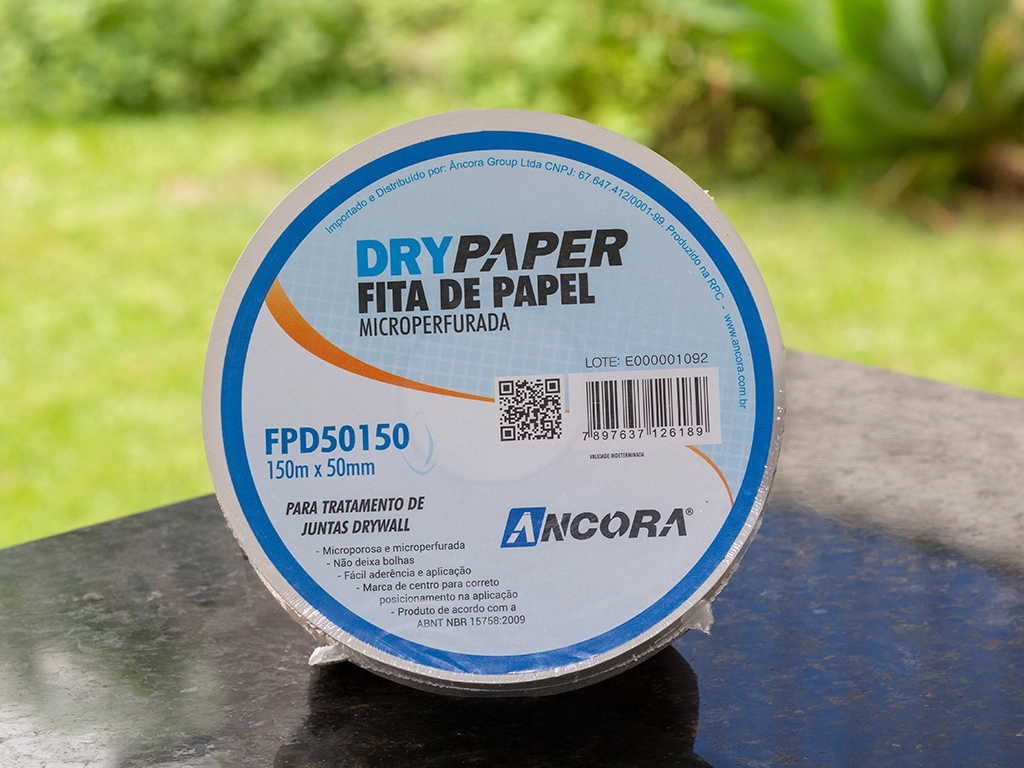 Importado e Distribuído por: Âncora Group Ltda CNPJ: 67.647.412/0001-99. Produzido na RPC - www.ancora.com.br
DRYPAPER
FITA DE PAPEL
MICROPERFURADA
LOTE: E000001092
7 897637 126189
VALIDADE INDETERMINADA
FPD50150
150m x 50mm
PARA TRATAMENTO DE
JUNTAS DRYWALL
ANCORA®
- Microporosa e microperfurada
- Não deixa bolhas
- Fácil aderência e aplicação
- Marca de centro para correto
posicionamento na aplicação
- Produto de acordo com a
ABNT NBR 15758:2009